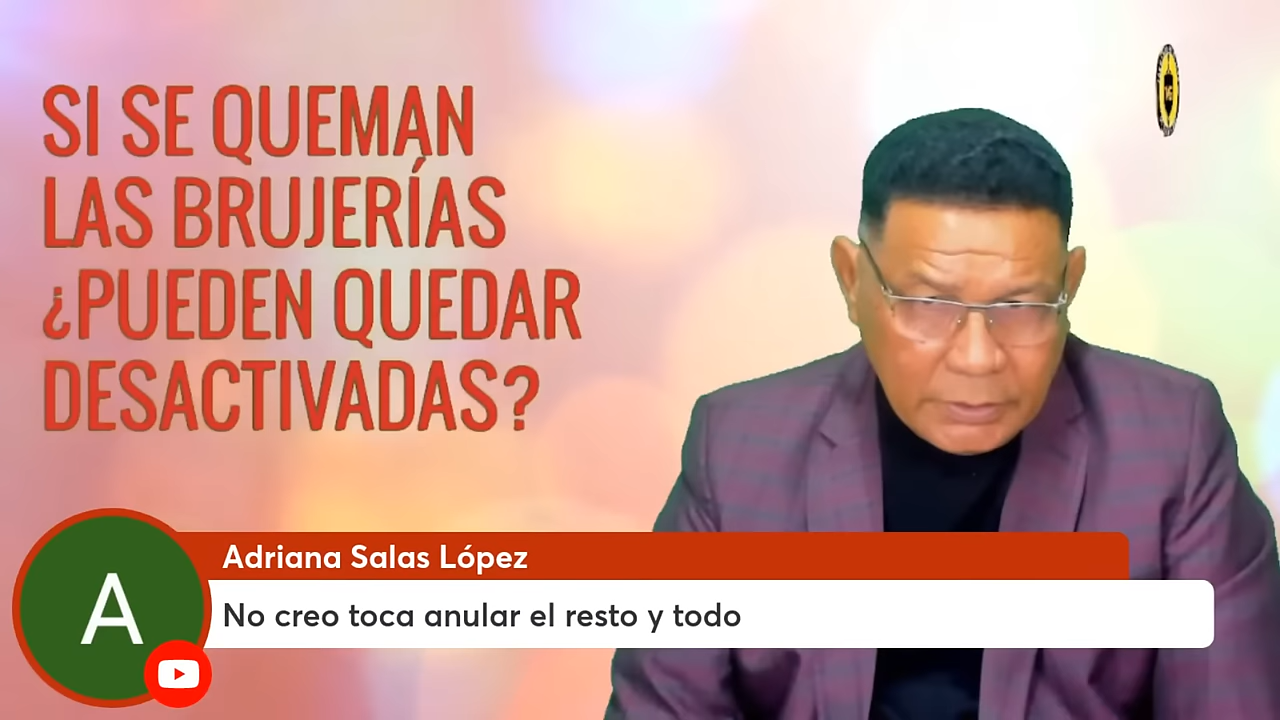 SI SE QUEMAN
LAS BRUJERÍAS
¿PUEDEN QUEDAR
DESACTIVADAS?
Adriana Salas López
A
No creo toca anular el resto y todo